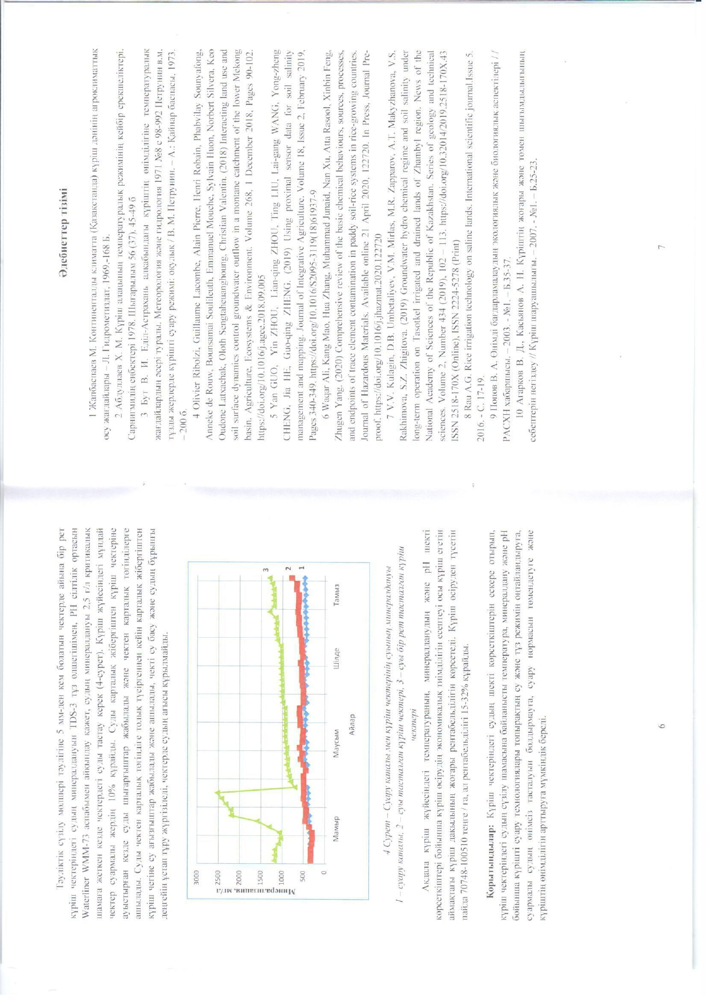 Тәуліктік сүзілу мөлшері тәулігіне 5 мм-ден кем болатын чектерде айына бір рет
күріш чектеріндегі судың минералдануын TDS-3 тұз өлшегішімен, PH сілтілік ортасын
Waterliner WMM-73 аспабымен айқындау қажет, судың минералдануы 2,5 г/л критикалық
шамаға жеткен кезде чектердегі суды тастау керек (4-сурет). Күріш жүйесіндегі мұндай
чектер суармалы жердің 10% құрайды. Суды карталық жібергіштен күріш чектеріне
ауыстырған кезде суды шығарғыштар жабылады және чектен карталық төгінділерге
ашылады. Суды чектен карталық төгіндіге толық түсіргеннен кейін карталық жібергіштен
күріш чегіне су ағызғыштар жабылады және ашылады, чекті су басу және судың бұрынғы
деңгейін ұстап тұру жүргізіледі, чектерде судың ағысы құрылмайды.
Минерализация, мг/л
3000
2500
2000
1500
1000
500
0
3
2
1
Мамыр
Маусым
Шілде
Тамыз
Айлар
4 Сурет – Суару каналы мен күріш чектерінің суының минералдануы
1 – суару каналы, 2 – суы тасталған күріш чектері, 3 – суы бір рет тасталған күріш
чектері
Ақдала күріш жүйесіндегі температураның, минералданудың және рН шекті
көрсеткіштері бойынша күріш өсірудің экономикалық тиімділігін есептеуі осы күріш егетін
аймақтағы күріш дақылының жоғары рентабельділігін көрсетеді. Күріш өсіруден түсетін
пайда 70748-100510 теңге / га, ал рентабельділігі 15-32% құрайды.
Қорытындылар: Күріш чектеріндегі судың шекті көрсеткіштерін ескере отырып,
күріш чектеріндегі судың сүзілу шамасына байланысты температура, минералдану және рН
бойынша күрішті суару технологиялары топырақтың су және тұз режимін оңтайландыруға,
суармалы судың өнімсіз тасталуын болдырмауға, суару нормасын төмендетуге және
күріштің өнімділігін арттыруға мүмкіндік береді.
6
Әдебиеттер тізімі
1 Жапбаспаев М. Континенталды климатта (Қазақстанда) күріш дәнінің агроклиматтық
өсу жағдайлары – Л. Гидрометиздат, 1969,-168 Б.
2 Абдуллаев Х. М. Күріш алаңының температуралық режимінің кейбір ерекшеліктері.
Сарнигмидің еңбектері 1978. Шығарылым 56 (37). 45-49 б
3 Бут В. И. Еділ-Астрахань алқабындағы күріштің өнімділігіне температуралық
жағдайлардың әсері туралы. Метеорология және гидрология 1971 №8 с 98-992 Петрунин в.м.
тұзды жерлерде күрішті суару режимі: оқулық / В. М. Петрунин. – А.: Қайнар баспасы, 1973.
– 200 б.
4 Olivier Ribolzi, Guillaume Lacombe, Alain Pierre, Henri Robain, Phabvilay Sounyafong,
Anneke de Rouw, Bounsamai Soulileuth, Emmanuel Mouche, Sylvain Huon, Norbert Silvera, Keo
Oudone Latxachak, Oloth Sengtaheuanghoung, Christian Valentin. (2018) Interacting land use and
soil surface dynamics control groundwater outflow in a montane catchment of the lower Mekong
basin. Agriculture, Ecosystems & Environment. Volume 268, 1 December 2018, Pages 90-102.
https://doi.org/10.1016/j.agee.2018.09.005
5 Yan GUO, Yin ZHOU, Lian-qing ZHOU, Ting LIU, Lai-gang WANG, Yong-zheng
CHENG, Jia HE, Guo-qing ZHENG. (2019) Using proximal sensor data for soil salinity
management and mapping. Journal of Integrative Agriculture. Volume 18, Issue 2, February 2019,
Pages 340-349. https://doi.org/10.1016/S2095-3119(18)61937-9
6 Waqar Ali, Kang Mao, Hua Zhang, Muhammad Junaid, Nan Xu, Atta Rasool, Xinbin Feng,
Zhugen Yang. (2020) Comprehensive review of the basic chemical behaviours, sources, processes,
and endpoints of trace element contamination in paddy soil-rice systems in rice-growing countries.
Journal of Hazardous Materials. Available online 21 April 2020, 122720. In Press, Journal Pre-
proof. https://doi.org/10.1016/j.jhazmat.2020.122720
7 V.V. Kulagin, D.B. Umbetaliyev, V.M. Mirlas, M.R. Zapparov, A.T. Makyzhanova, V.S.
Rakhimova, S.Z. Zhigitova. (2019) Groundwater hydro chemical regime and soil salinity under
long-term operation on Tasotkel irrigated and drained lands of Zhambyl region. News of the
National Academy of Sciences of the Republic of Kazakhstan. Series of geology and technical
sciences. Volume 2, Number 434 (2019), 102 – 113. https://doi.org/10.32014/2019.2518-170X.43
ISSN 2518-170X (Online), ISSN 2224-5278 (Print)
8 Rau A.G. Rice irrigation technology on saline lands. International scientific journal.Issue 5.
2016. - С. 17-19.
9 Попов В. А. Өнімді бағдарламалаудың экологиялық және биологиялық аспектілері //
РАСХН хабаршысы. – 2003. - №1. – Б.35-37.
10 Агарков В. Д., Касьянов А. Н. Күріштің жоғары және төмен шығымдылығының
себептерін негіздеу // Күріш шаруашылығы. – 2007. - №1. – Б.25-23.
7